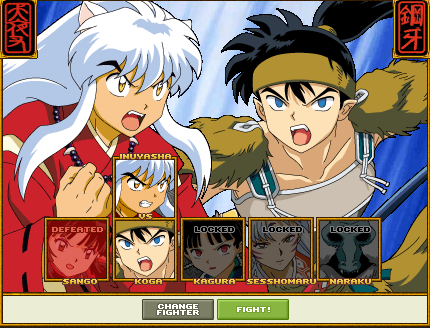 犬夜叉
鋼牙
INUYASHA
DEFEATED
VS
LOCKED
LOCKED
LOCKED
SANGO
KOGA
KAGURA
SESSHOMARU
NARAKU
CHANGE
FIGHTER
FIGHT!